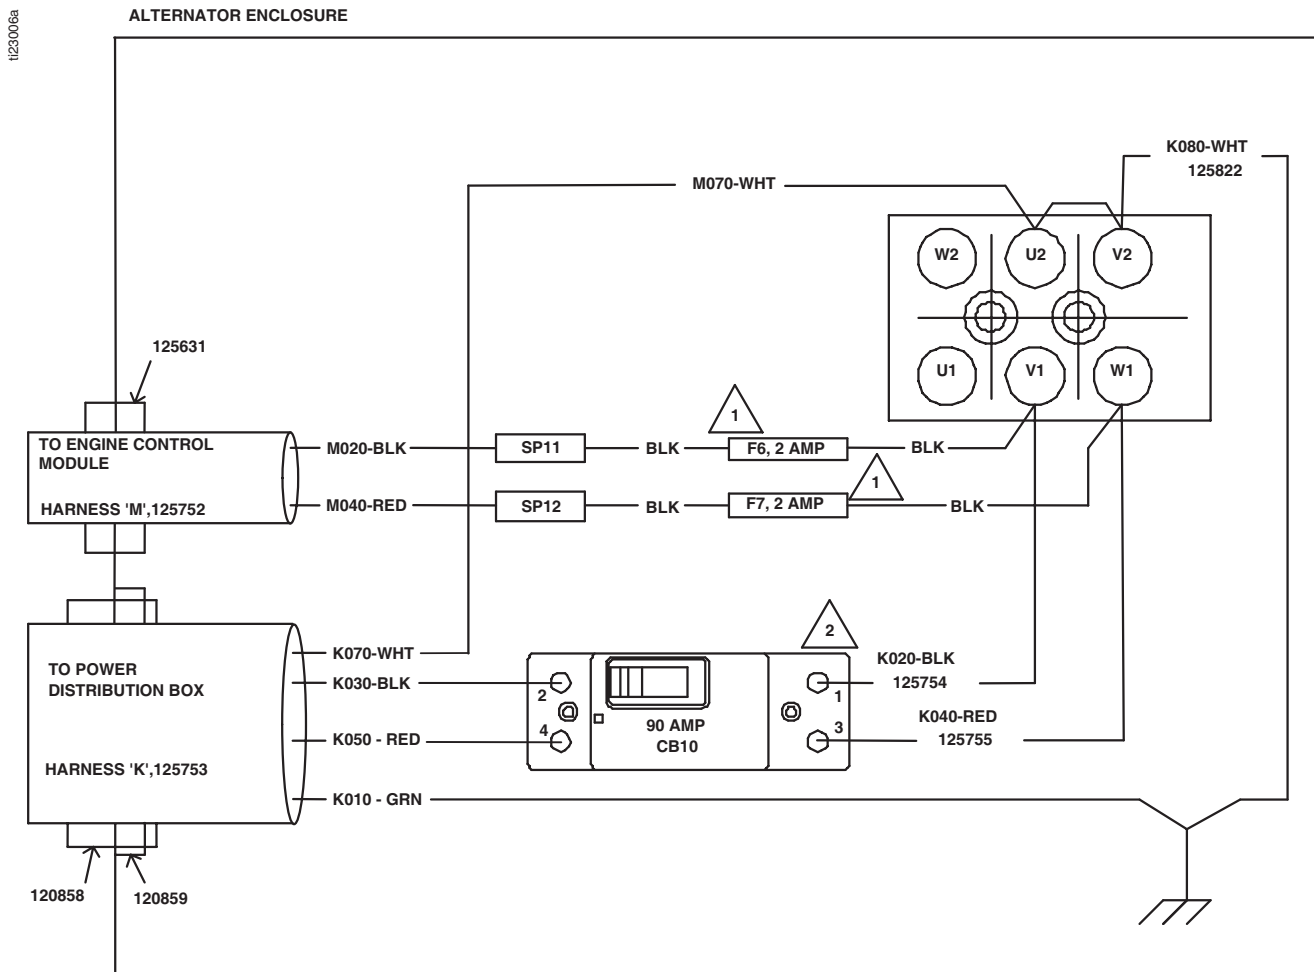 ti23006a
ALTERNATOR ENCLOSURE
K080-WHT
125822
M070-WHT
W2
U2
V2
U1
V1
W1
125631
TO ENGINE CONTROL
MODULE
HARNESS 'M',125752
M020-BLK
SP11
BLK
1
F6, 2 AMP
BLK
M040-RED
SP12
BLK
F7, 2 AMP
1
BLK
TO POWER
DISTRIBUTION BOX
HARNESS 'K',125753
K070-WHT
K030-BLK
K050 - RED
K010 - GRN
2
4
90 AMP
CB10
2
1
3
K020-BLK
125754
K040-RED
125755
120858
120859